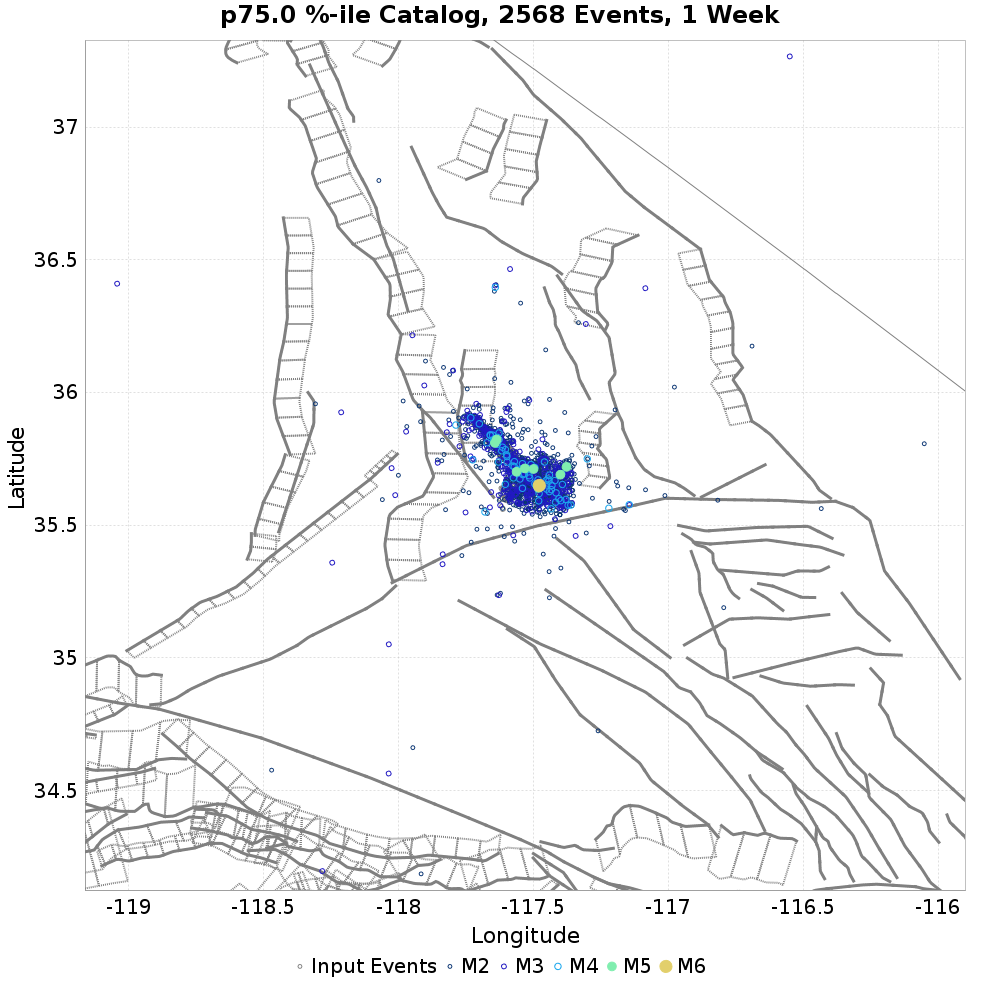 p75.0 %-ile Catalog, 2568 Events, 1 Week
Latitude
37
36.5
36
35.5
35
34.5
-119
-118.5
-118
-117.5
-117
-116.5
-116
Longitude
Input Events
M2
M3
M4
M5
M6